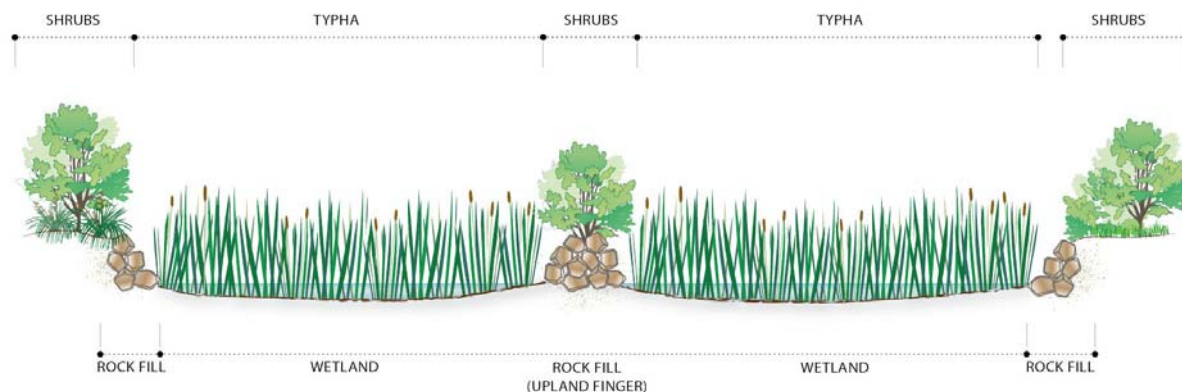 SHRUBS TYPHA SHRUBS TYPHA SHRUBS
ROCK FILL WETLAND ROCK FILL WETLAND ROCK FILL
(UPLAND FINGER)